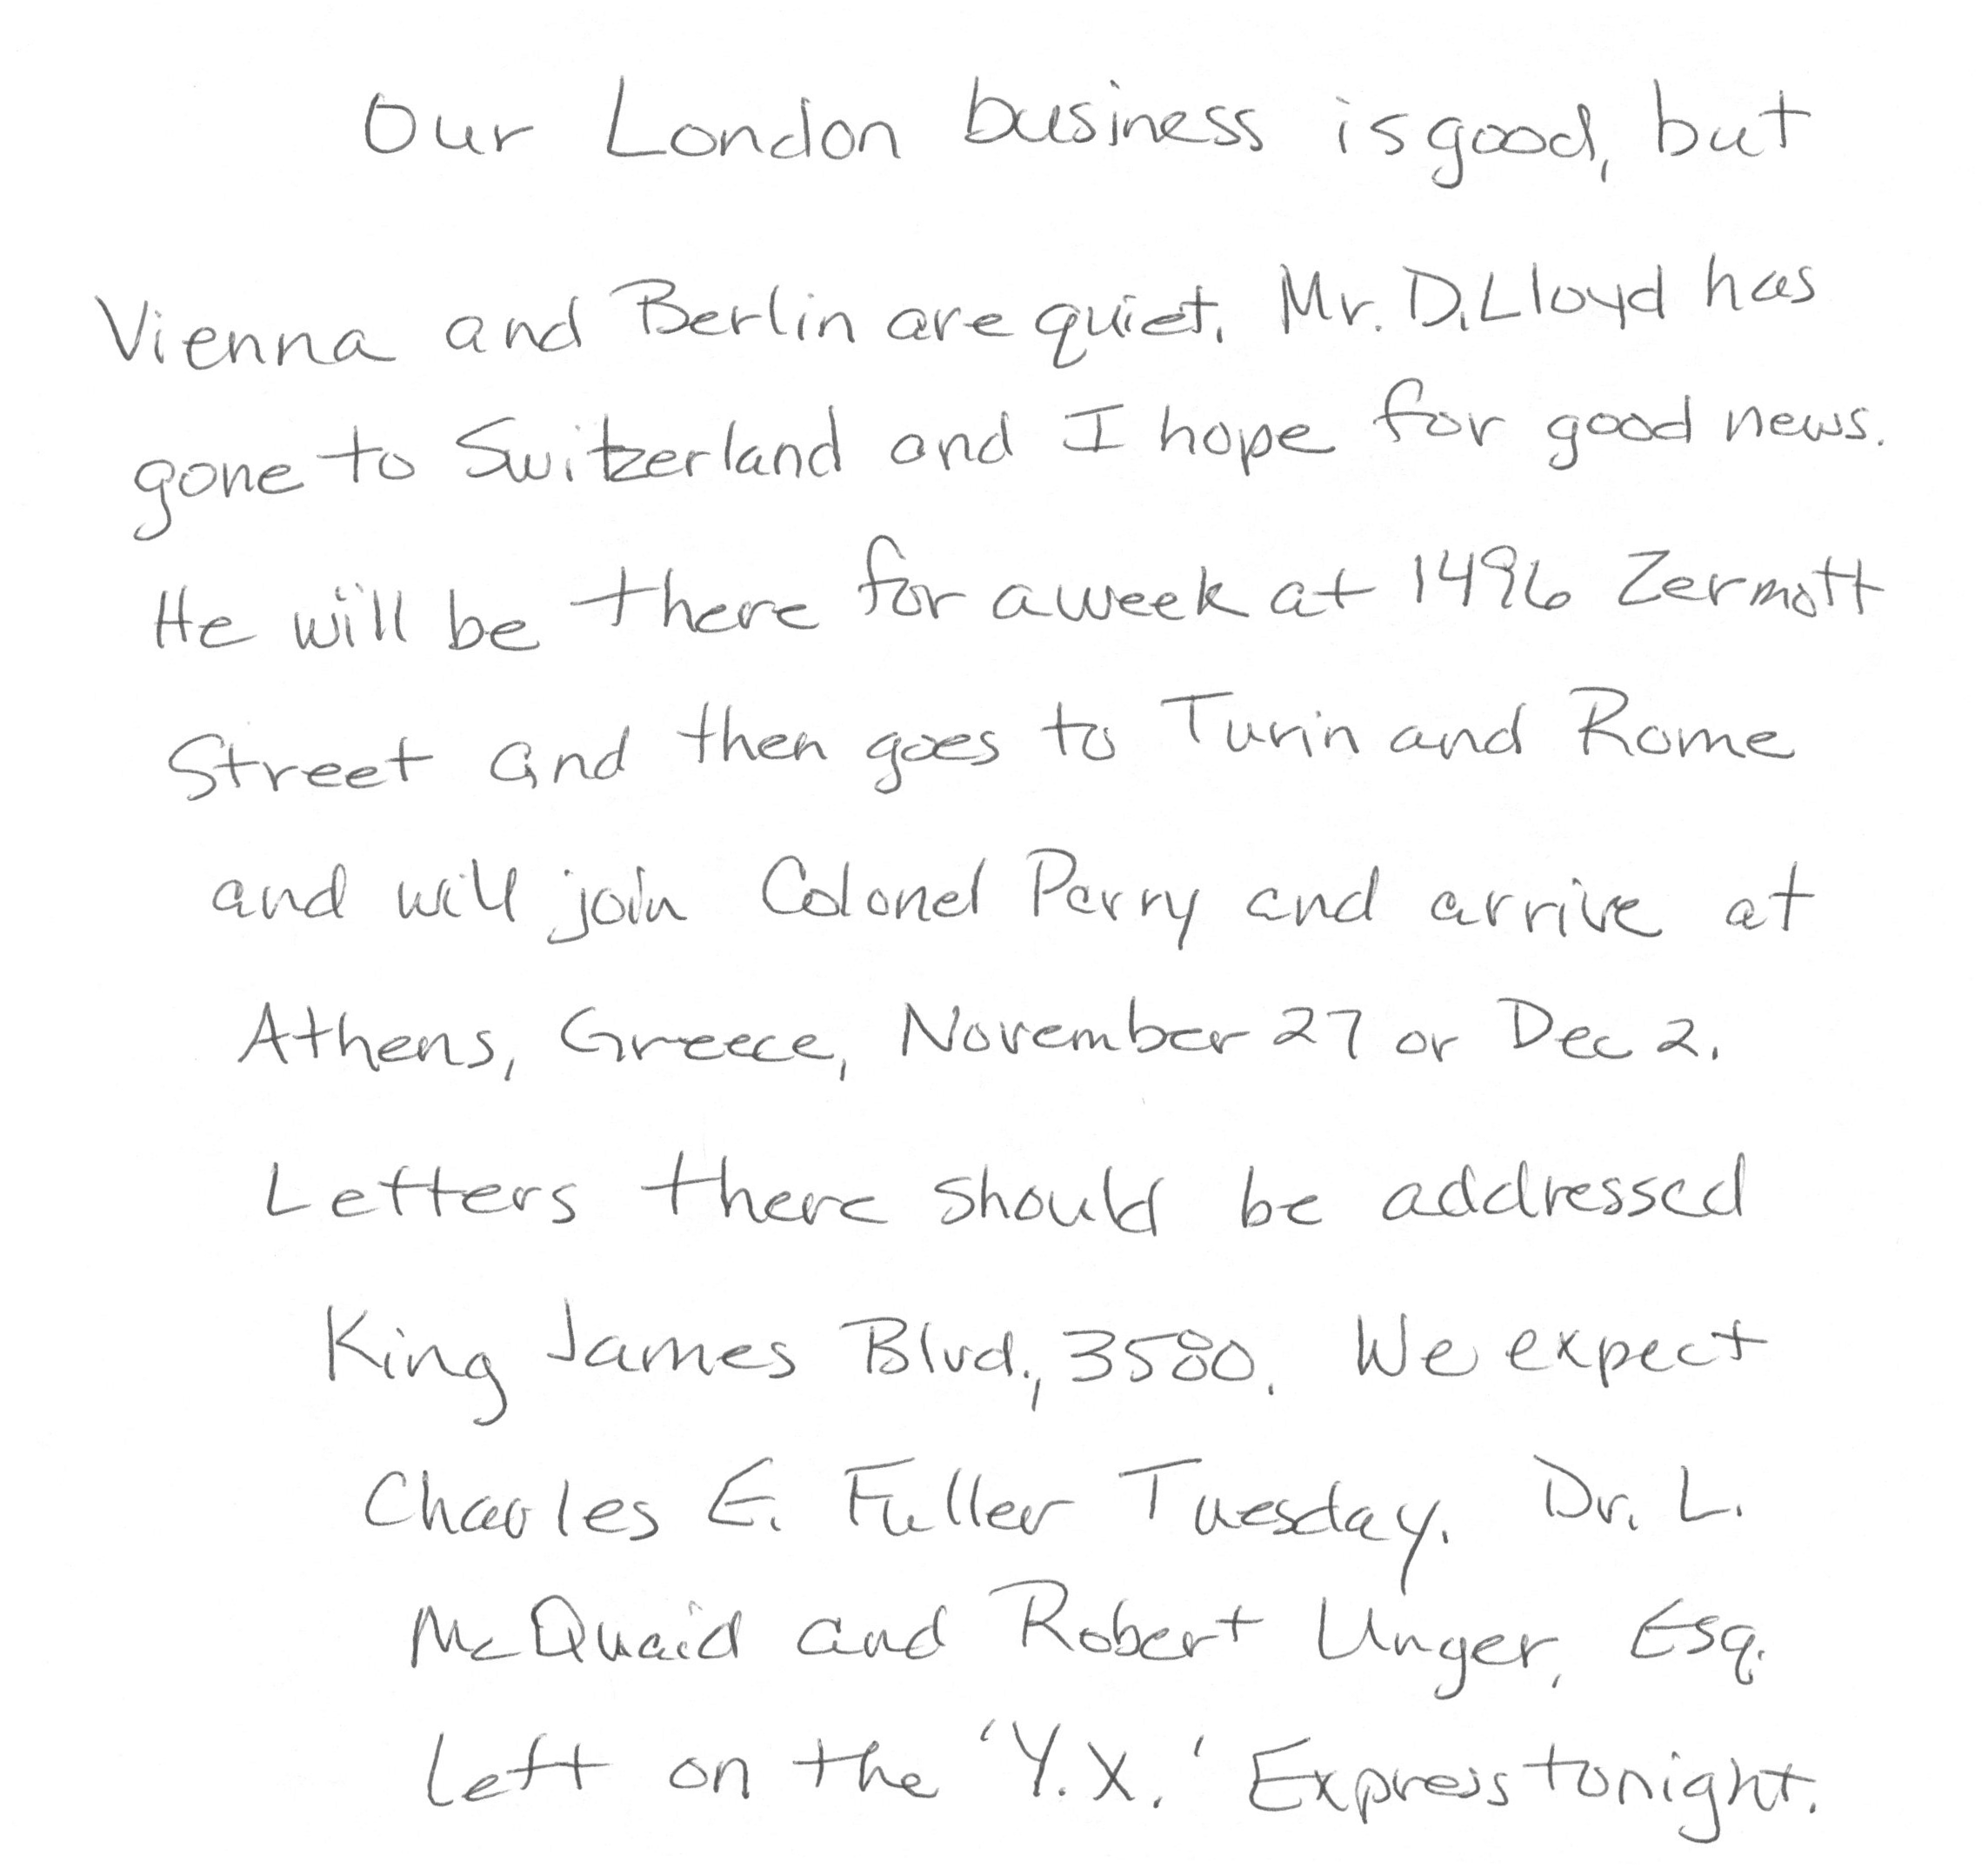 Our London business is good, but
Vienna and Berlin are quiet. Mr. D. Lloyd has
gone to Switzerland and I hope for good news.
He will be there for a week at 1496 Zermott
Street and then goes to Turin and Rome
and will join Colonel Perry and arrive at
Athens, Greece, November 27 or Dec 2.
Letters there should be addressed
King James Blvd., 3580. We expect
Charles E. Fuller Tuesday. Dr. L.
McQuaid and Robert Unger, Esq.
left on the 'Y.X.' Express tonight.